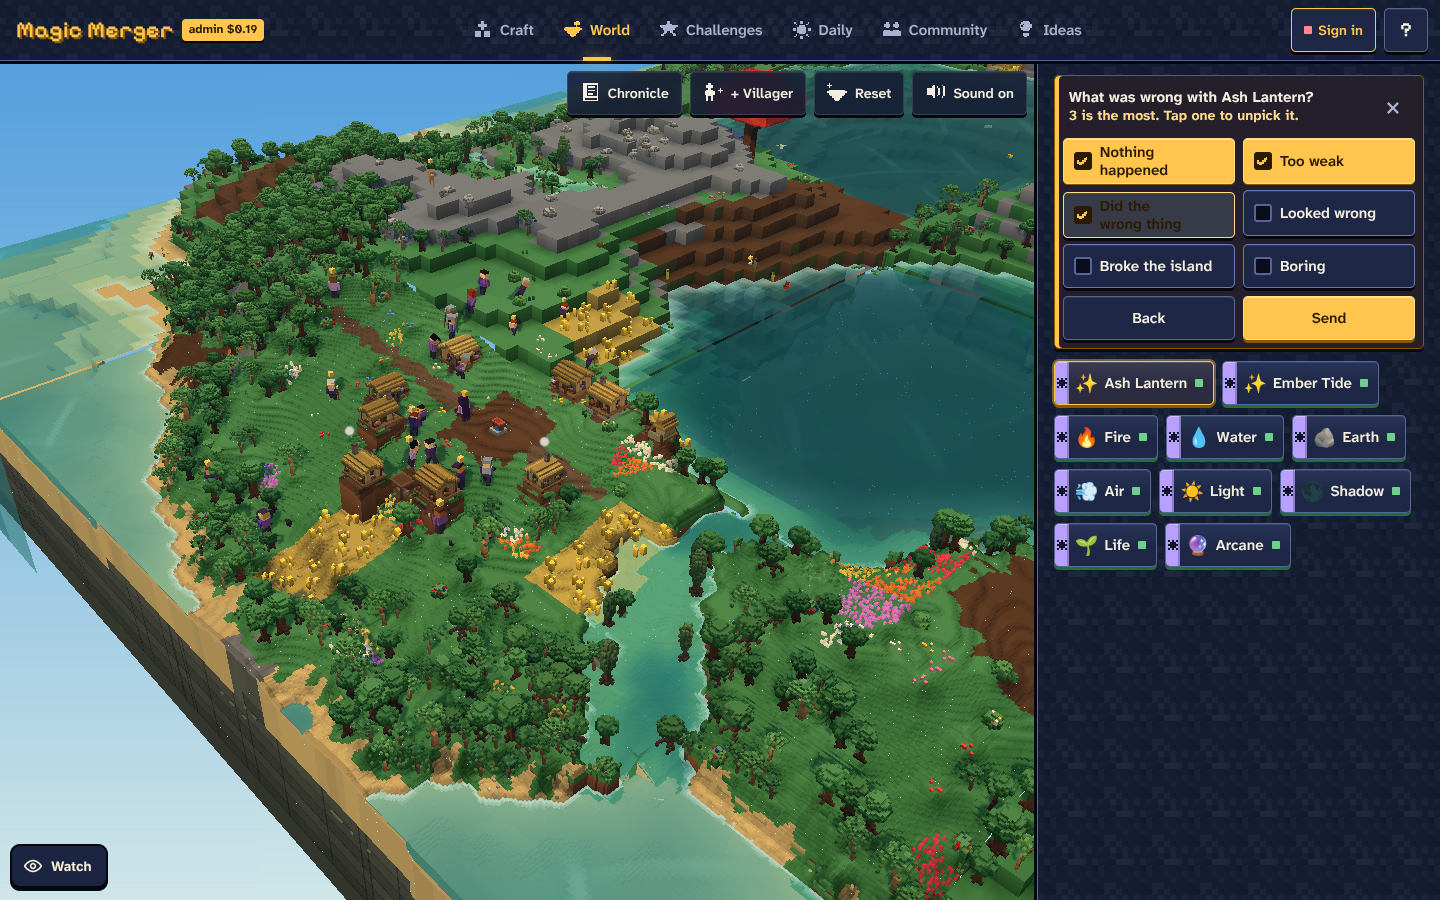 Magic Merger
admin $0.19
Craft
World
Challenges
Daily
Community
Ideas
Sign in
?
Chronicle
+ Villager
Reset
Sound on
What was wrong with Ash Lantern?
3 is the most. Tap one to unpick it.
Nothing
happened
Too weak
Did the
wrong thing
Looked wrong
Broke the island
Boring
Back
Send
Ash Lantern
Ember Tide
Fire
Water
Earth
Air
Light
Shadow
Life
Arcane
Watch